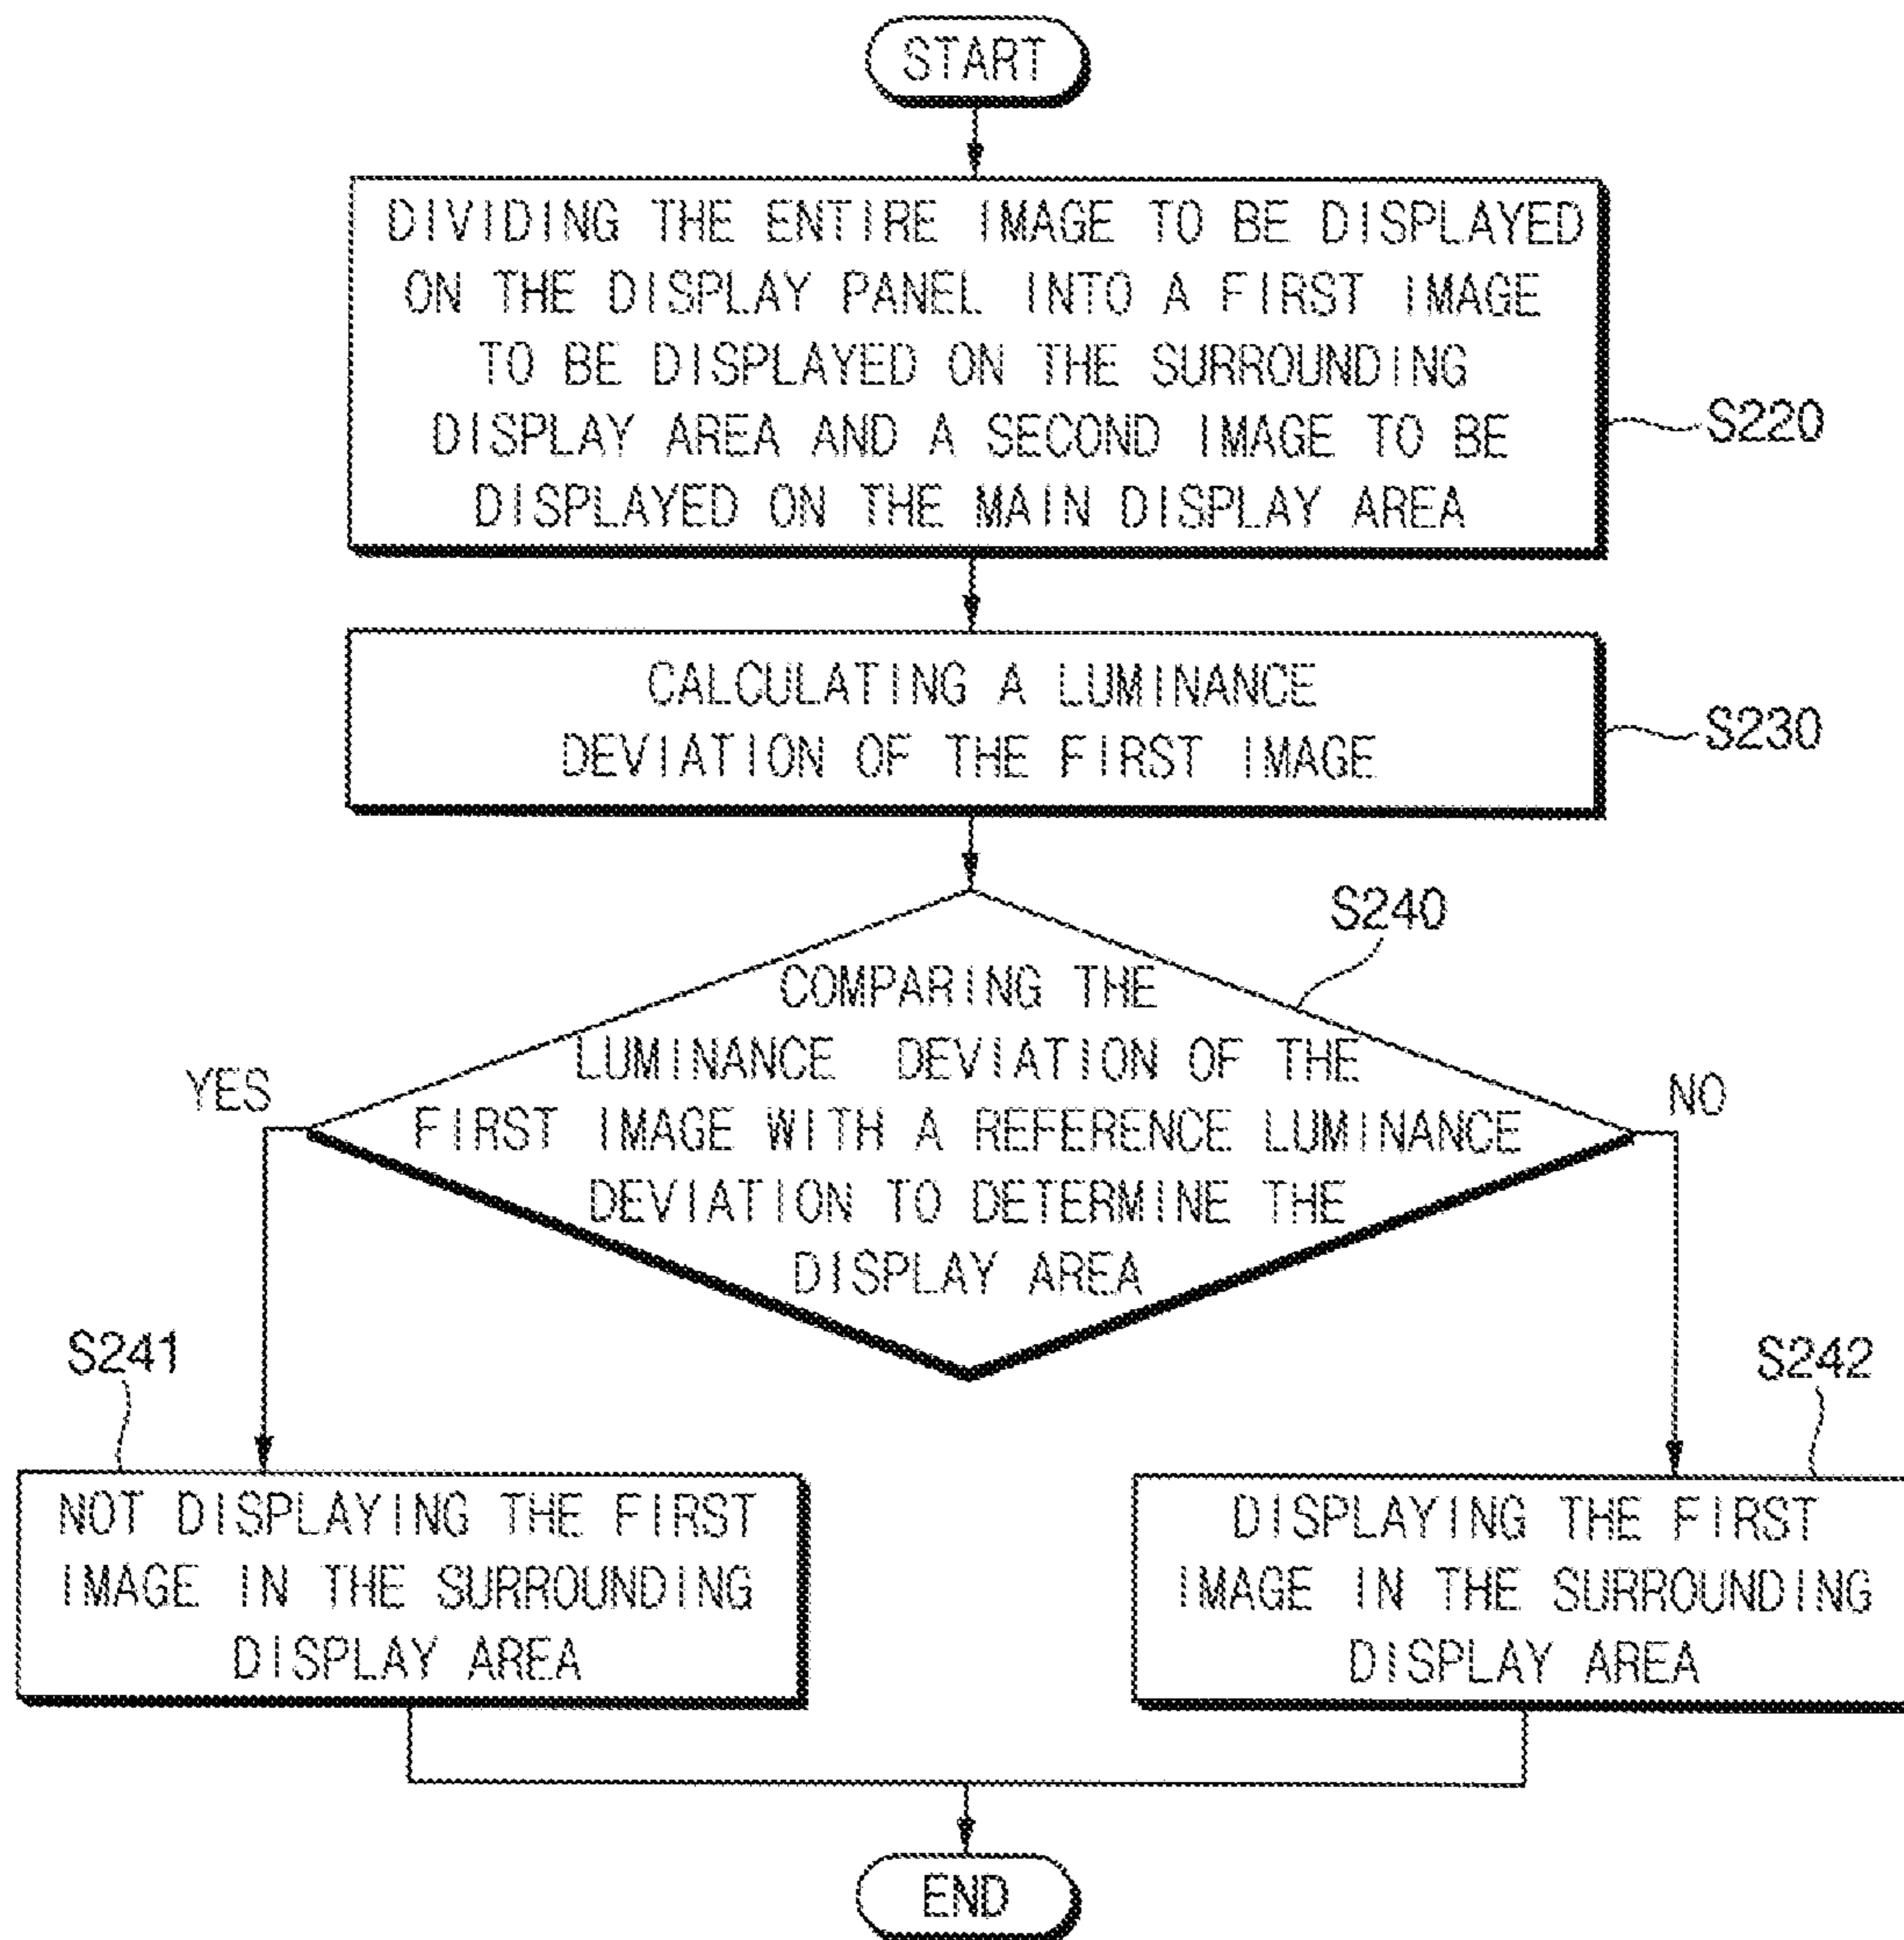 START
DIVIDING THE ENTIRE IMAGE TO BE DISPLAYED
ON THE DISPLAY PANEL INTO A FIRST IMAGE
TO BE DISPLAYED ON THE SURROUNDING
DISPLAY AREA AND A SECOND IMAGE TO BE
DISPLAYED ON THE MAIN DISPLAY AREA
S220
CALCULATING A LUMINANCE
DEVIATION OF THE FIRST IMAGE
S230
S240
COMPARING THE
LUMINANCE DEVIATION OF THE
FIRST IMAGE WITH A REFERENCE LUMINANCE
DEVIATION TO DETERMINE THE
DISPLAY AREA
YES
NO
S241
NOT DISPLAYING THE FIRST
IMAGE IN THE SURROUNDING
DISPLAY AREA
S242
DISPLAYING THE FIRST
IMAGE IN THE SURROUNDING
DISPLAY AREA
END